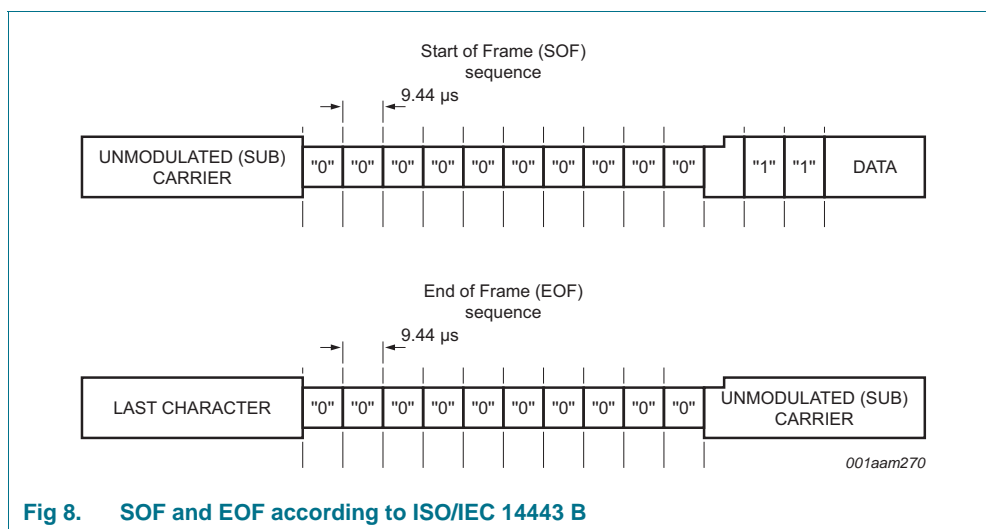 Start of Frame (SOF)
sequence
9.44 µs
UNMODULATED (SUB)
CARRIER
"0" "0" "0" "0" "0" "0" "0" "0" "0" "0" "1" "1" DATA
End of Frame (EOF)
sequence
9.44 µs
LAST CHARACTER "0" "0" "0" "0" "0" "0" "0" "0" "0" "0" UNMODULATED (SUB)
CARRIER
001aam270
Fig 8. SOF and EOF according to ISO/IEC 14443 B